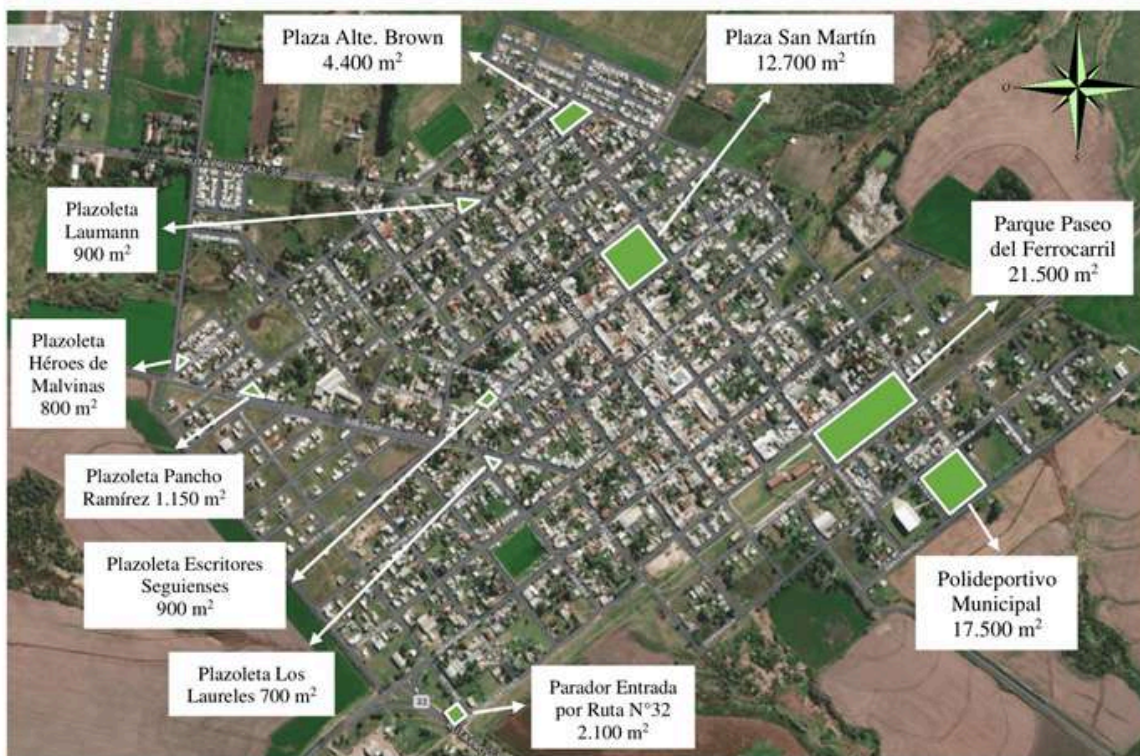 Plaza Alte. Brown
4.400 m²
Plaza San Martín
12.700 m²
Plazoleta
Laumann
900 m²
Parque Paseo
del Ferrocarril
21.500 m²
Plazoleta
Héroes de
Malvinas
800 m²
Plazoleta Pancho
Ramírez 1.150 m²
Plazoleta Escritores
Seguienses
900 m²
Polideportivo
Municipal
17.500 m²
Plazoleta Los
Laureles 700 m²
Parador Entrada
por Ruta N°32
2.100 m²
32
O